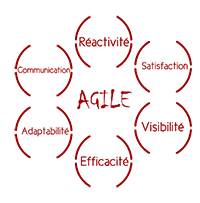 Réactivité
Communication
Satisfaction
AGILE
Adaptabilité
Visibilité
Efficacité